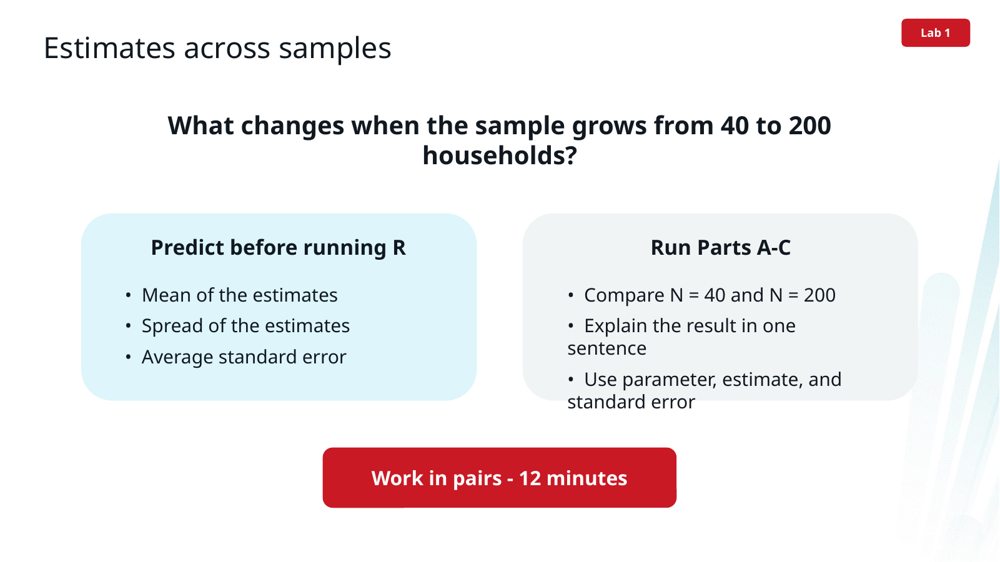 Estimates across samples
Lab 1
What changes when the sample grows from 40 to 200
households?
Predict before running R
• Mean of the estimates
• Spread of the estimates
• Average standard error
Run Parts A-C
• Compare N = 40 and N = 200
• Explain the result in one
sentence
• Use parameter, estimate, and
standard error
Work in pairs - 12 minutes